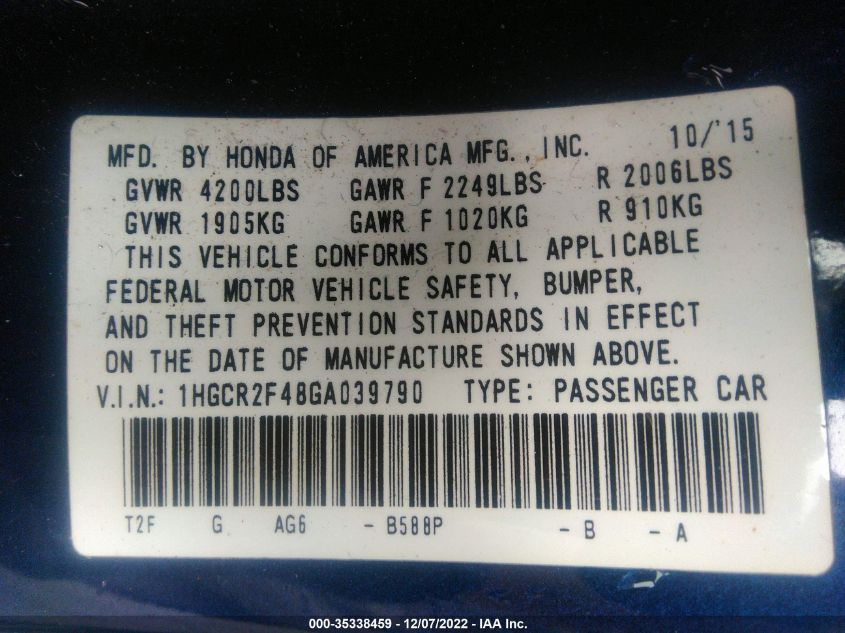 MFD. BY HONDA OF AMERICA MFG., INC. 10/'15
GVWR 4200LBS GAWR F 2249LBS R 2006LBS
GVWR 1905KG GAWR F 1020KG R 910KG
THIS VEHICLE CONFORMS TO ALL APPLICABLE
FEDERAL MOTOR VEHICLE SAFETY, BUMPER,
AND THEFT PREVENTION STANDARDS IN EFFECT
ON THE DATE OF MANUFACTURE SHOWN ABOVE.
V.I.N.: 1HGCR2F48GA039790 TYPE: PASSENGER CAR
T2F G AG6 - B588P - B - A
000-35338459 - 12/07/2022 - IAA Inc.